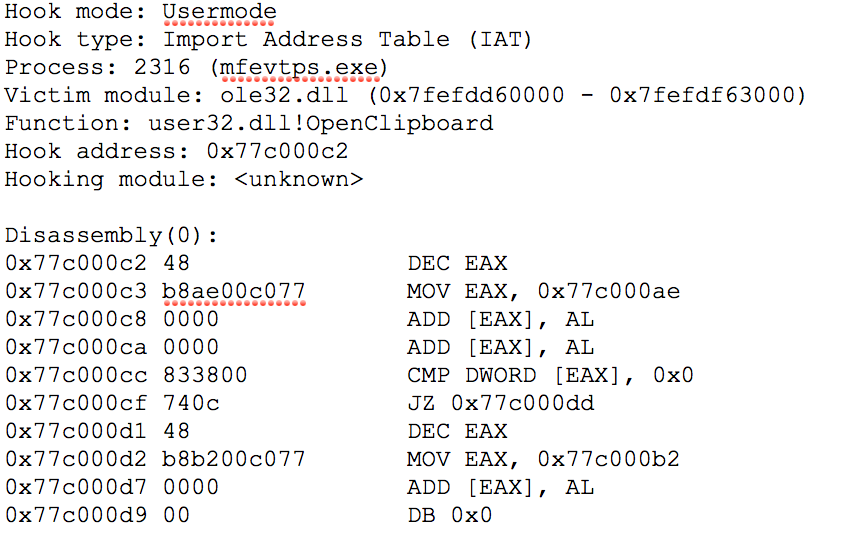 Hook mode: Usermode
Hook type: Import Address Table (IAT)
Process: 2316 (mfevtps.exe)
Victim module: ole32.dll (0x7fefdd60000 - 0x7fefdf63000)
Function: user32.dll!OpenClipboard
Hook address: 0x77c000c2
Hooking module: <unknown>

Disassembly(0):
0x77c000c2 48 DEC EAX
0x77c000c3 b8ae00c077 MOV EAX, 0x77c000ae
0x77c000c8 0000 ADD [EAX], AL
0x77c000ca 0000 ADD [EAX], AL
0x77c000cc 833800 CMP DWORD [EAX], 0x0
0x77c000cf 740c JZ 0x77c000dd
0x77c000d1 48 DEC EAX
0x77c000d2 b8b200c077 MOV EAX, 0x77c000b2
0x77c000d7 0000 ADD [EAX], AL
0x77c000d9 00 DB 0x0